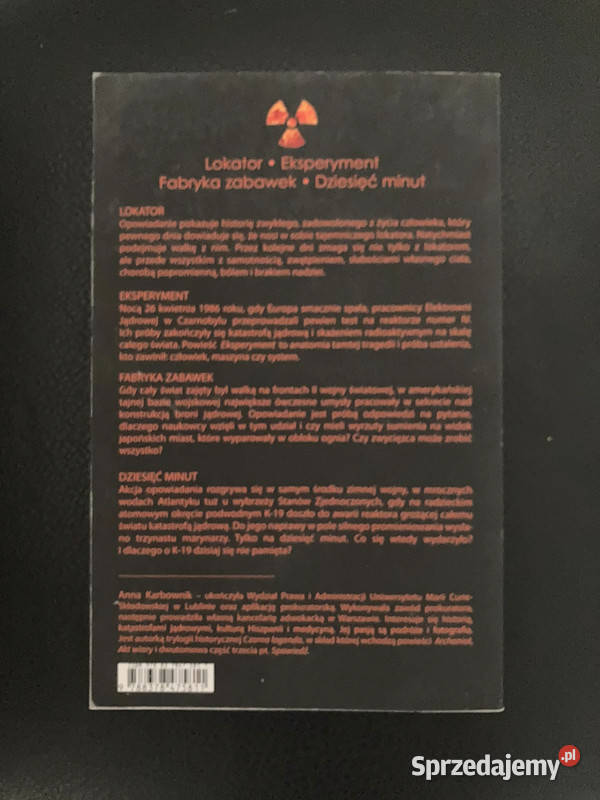 Lokator • Eksperyment
Fabryka zabawek • Dziesięć minut
LOKATOR
Opowiadanie pokazuje historię zwykłego, zadowolonego z życia człowieka, który
pewnego dnia dowiaduje się, że nosi w sobie tajemniczego lokatora. Natychmiast
podejmuje walkę z nim. Przez kolejne dni zmaga się nie tylko z lokatorem,
ale przede wszystkim z samotnością, zwątpieniem, słabościami własnego ciała,
chorobą popromienną, bólem i brakiem nadziei.
EKSPERYMENT
Nocą 26 kwietnia 1986 roku, gdy Europa smacznie spała, pracownicy Elektrowni
Jądrowej w Czarnobylu przeprowadzali pewien test na reaktorze numer IV.
Ich próby zakończyły się katastrofą jądrową i skażeniem radioaktywnym na skalę
całego świata. Powieść Eksperyment to anatomia tamtej tragedii i próba ustalenia,
kto zawinił: człowiek, maszyna czy system.
FABRYKA ZABAWEK
Gdy cały świat zajęty był walką na frontach II wojny światowej, w amerykańskiej
tajnej bazie wojskowej największe ówczesne umysły pracowały w sekrecie nad
konstrukcją broni jądrowej. Opowiadanie jest próbą odpowiedzi na pytanie,
dlaczego naukowcy wzięli w tym udział i czy mieli wyrzuty sumienia na widok
japońskich miast, które wyparowały w obłoku ognia? Czy zwycięzca może zrobić
wszystko?
DZIESIĘĆ MINUT
Akcja opowiadania rozgrywa się w samym środku zimnej wojny, w mrocznych
wodach Atlantyku tuż u wybrzeży Stanów Zjednoczonych, gdy na radzieckim
atomowym okręcie podwodnym K-19 doszło do awarii reaktora grożącej całemu
światu katastrofą jądrową. Do jego naprawy w pole silnego promieniowania wysła-
no trzynastu marynarzy. Tylko na dziesięć minut. Co się wtedy wydarzyło?
I dlaczego o K-19 dzisiaj się nie pamięta?
Anna Karbownik – ukończyła Wydział Prawa i Administracji Uniwersytetu Marii Curie-
Skłodowskiej w Lublinie oraz aplikację prokuratorską. Wykonywała zawód prokuratora,
następnie prowadziła własną kancelarię adwokacką w Warszawie. Interesuje się historią,
katastrofami jądrowymi, kulturą Hiszpanii i medycyną. Jej pasją są podróże i fotografia.
Jest autorką trylogii historycznej Czarna legenda, w skład której wchodzą powieści Archanioł,
Akt wiary i dwutomowa część trzecia pt. Spowiedź.
Sprzedajemy.pl